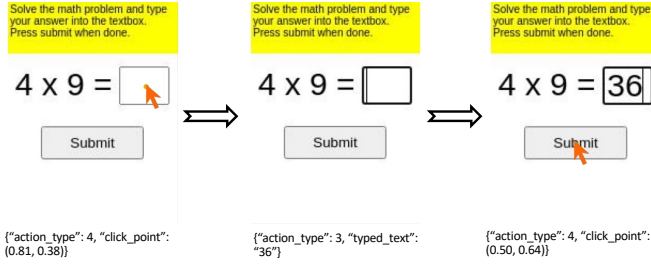 Solve the math problem and type
your answer into the textbox.
Press submit when done.
4 x 9 =
Submit
{“action_type”: 4, “click_point”:
(0.81, 0.38)}
Solve the math problem and type
your answer into the textbox.
Press submit when done.
4 x 9 =
Submit
{“action_type”: 3, “typed_text”:
“36”}
Solve the math problem and type
your answer into the textbox.
Press submit when done.
4 x 9 = 36
Submit
{“action_type”: 4, “click_point”:
(0.50, 0.64)}